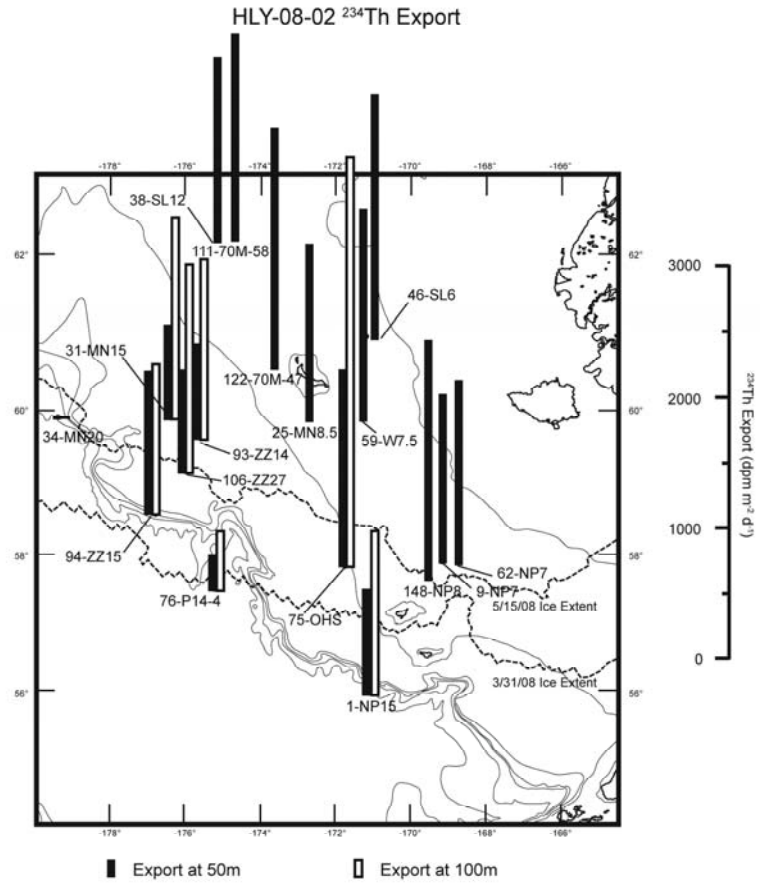 HLY-08-02 ²³⁴Th Export
-178° -176° -174° -172° -170° -168° -166°
38-SL12
62° 111-70M-58 62°
3000
46-SL6
31-MN15
122-70M-47
60° 60°
2000
34-MN20 25-MN8.5 59-W7.5
93-ZZ14
106-ZZ27
²³⁴Th Export (dpm m⁻² d⁻¹)
1000
94-ZZ15 58° 58°
62-NP7
148-NP8 9-NP7
76-P14-4 75-OHS 5/15/08 Ice Extent
0
3/31/08 Ice Extent
56° 56°
1-NP15
-178° -176° -174° -172° -170° -168° -166°
Export at 50m Export at 100m